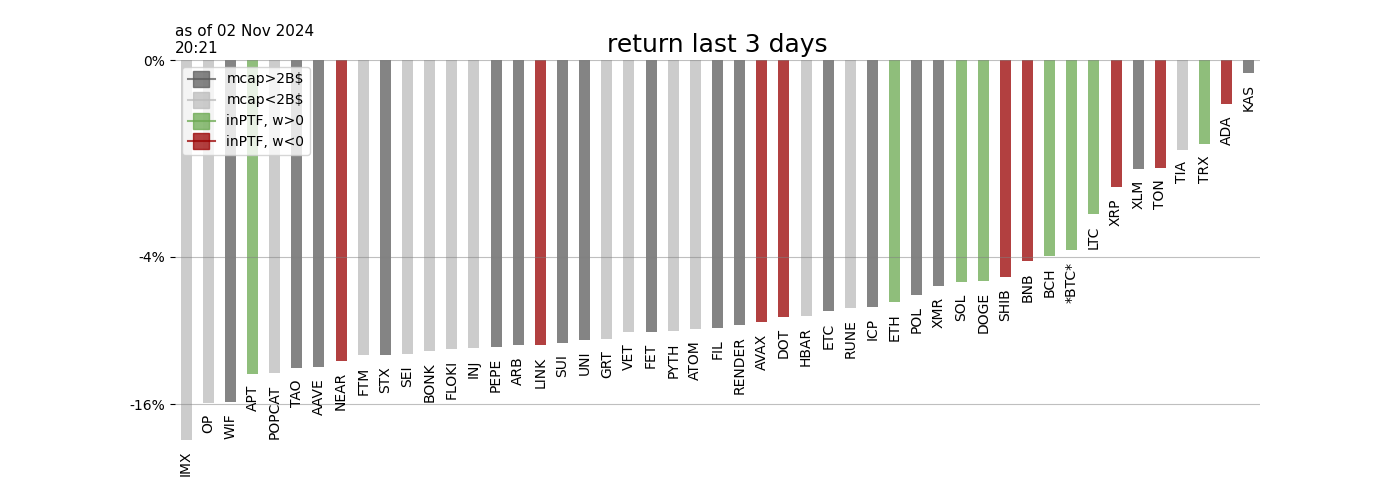 as of 02 Nov 2024
20:21
return last 3 days
0%
-4%
-16%
mcap>2B$
mcap<2B$
inPTF, w>0
inPTF, w<0
IMX
OP
WIF
APT
POPCAT
TAO
AAVE
NEAR
FTM
STX
SEI
BONK
FLOKI
INJ
PEPE
ARB
LINK
SUI
UNI
GRT
VET
FET
PYTH
ATOM
FIL
RENDER
AVAX
DOT
HBAR
ETC
RUNE
ICP
ETH
POL
XMR
SOL
DOGE
SHIB
BNB
BCH
*BTC*
LTC
XRP
XLM
TON
TIA
TRX
ADA
KAS